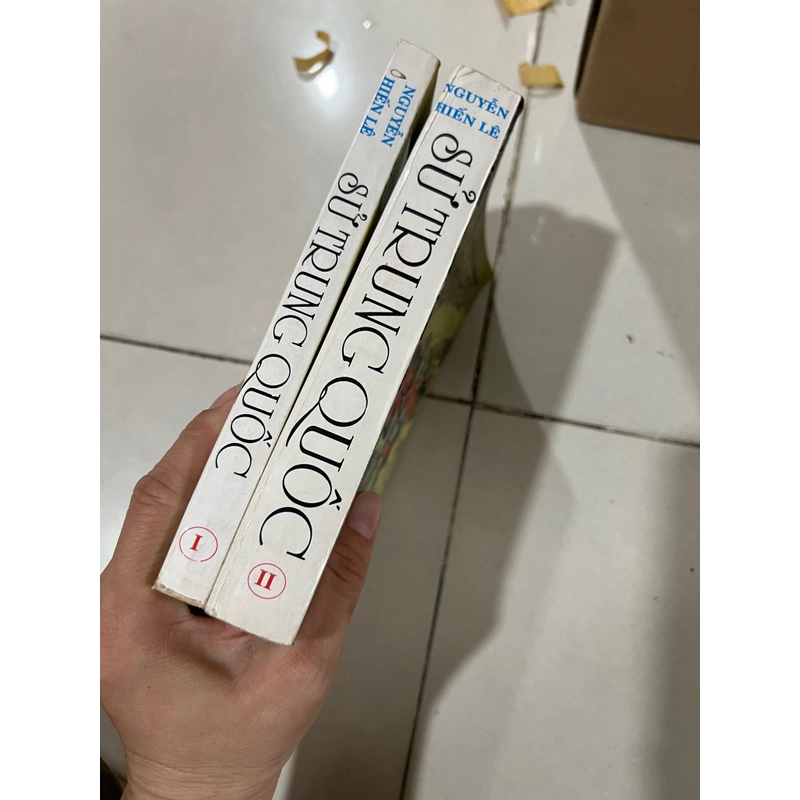 NGUYỄN
HIẾN LÊ
SỬ TRUNG QUỐC
I
NGUYỄN
HIẾN LÊ
SỬ TRUNG QUỐC
II